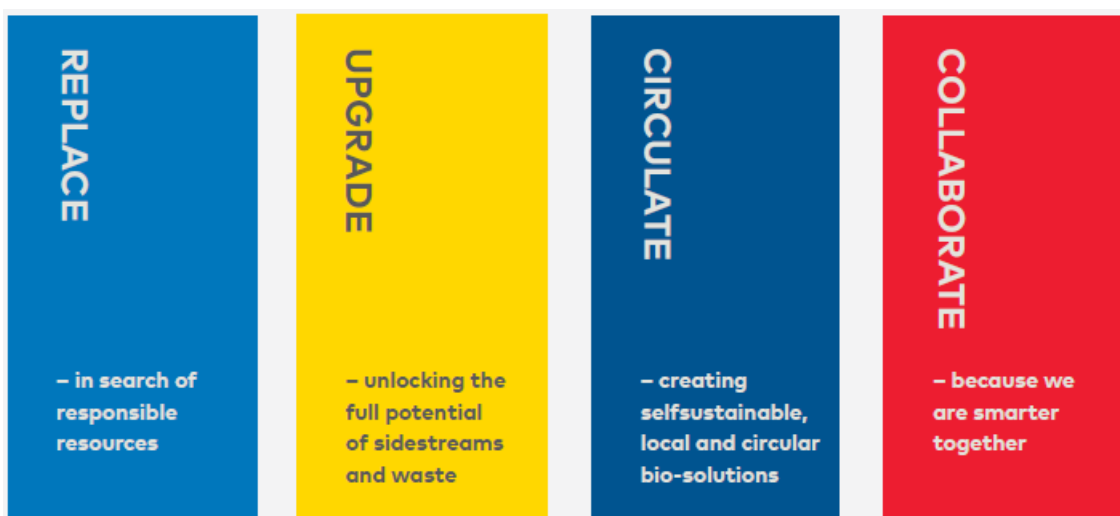 REPLACE
– in search of
responsible
resources
UPGRADE
– unlocking the
full potential
of sidestreams
and waste
CIRCULATE
– creating
selfsustainable,
local and circular
bio-solutions
COLLABORATE
– because we
are smarter
together